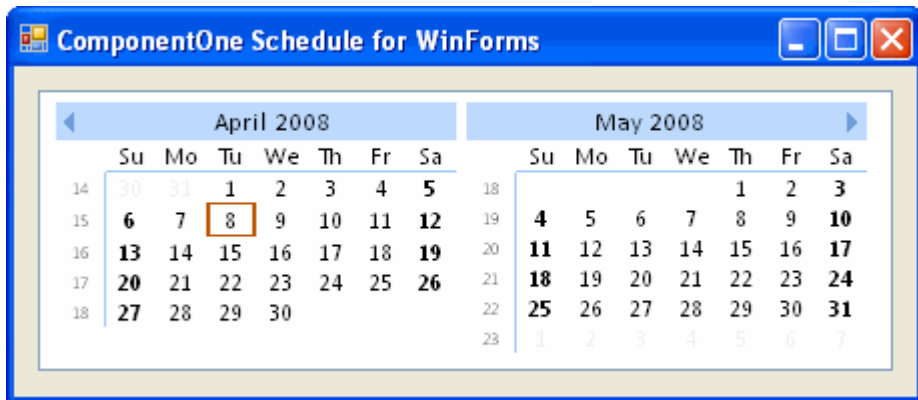 ComponentOne Schedule for WinForms
April 2008
Su Mo Tu We Th Fr Sa
14 30 31 1 2 3 4 5
15 6 7 8 9 10 11 12
16 13 14 15 16 17 18 19
17 20 21 22 23 24 25 26
18 27 28 29 30
May 2008
Su Mo Tu We Th Fr Sa
18 1 2 3
19 4 5 6 7 8 9 10
20 11 12 13 14 15 16 17
21 18 19 20 21 22 23 24
22 25 26 27 28 29 30 31
23 1 2 3 4 5 6 7